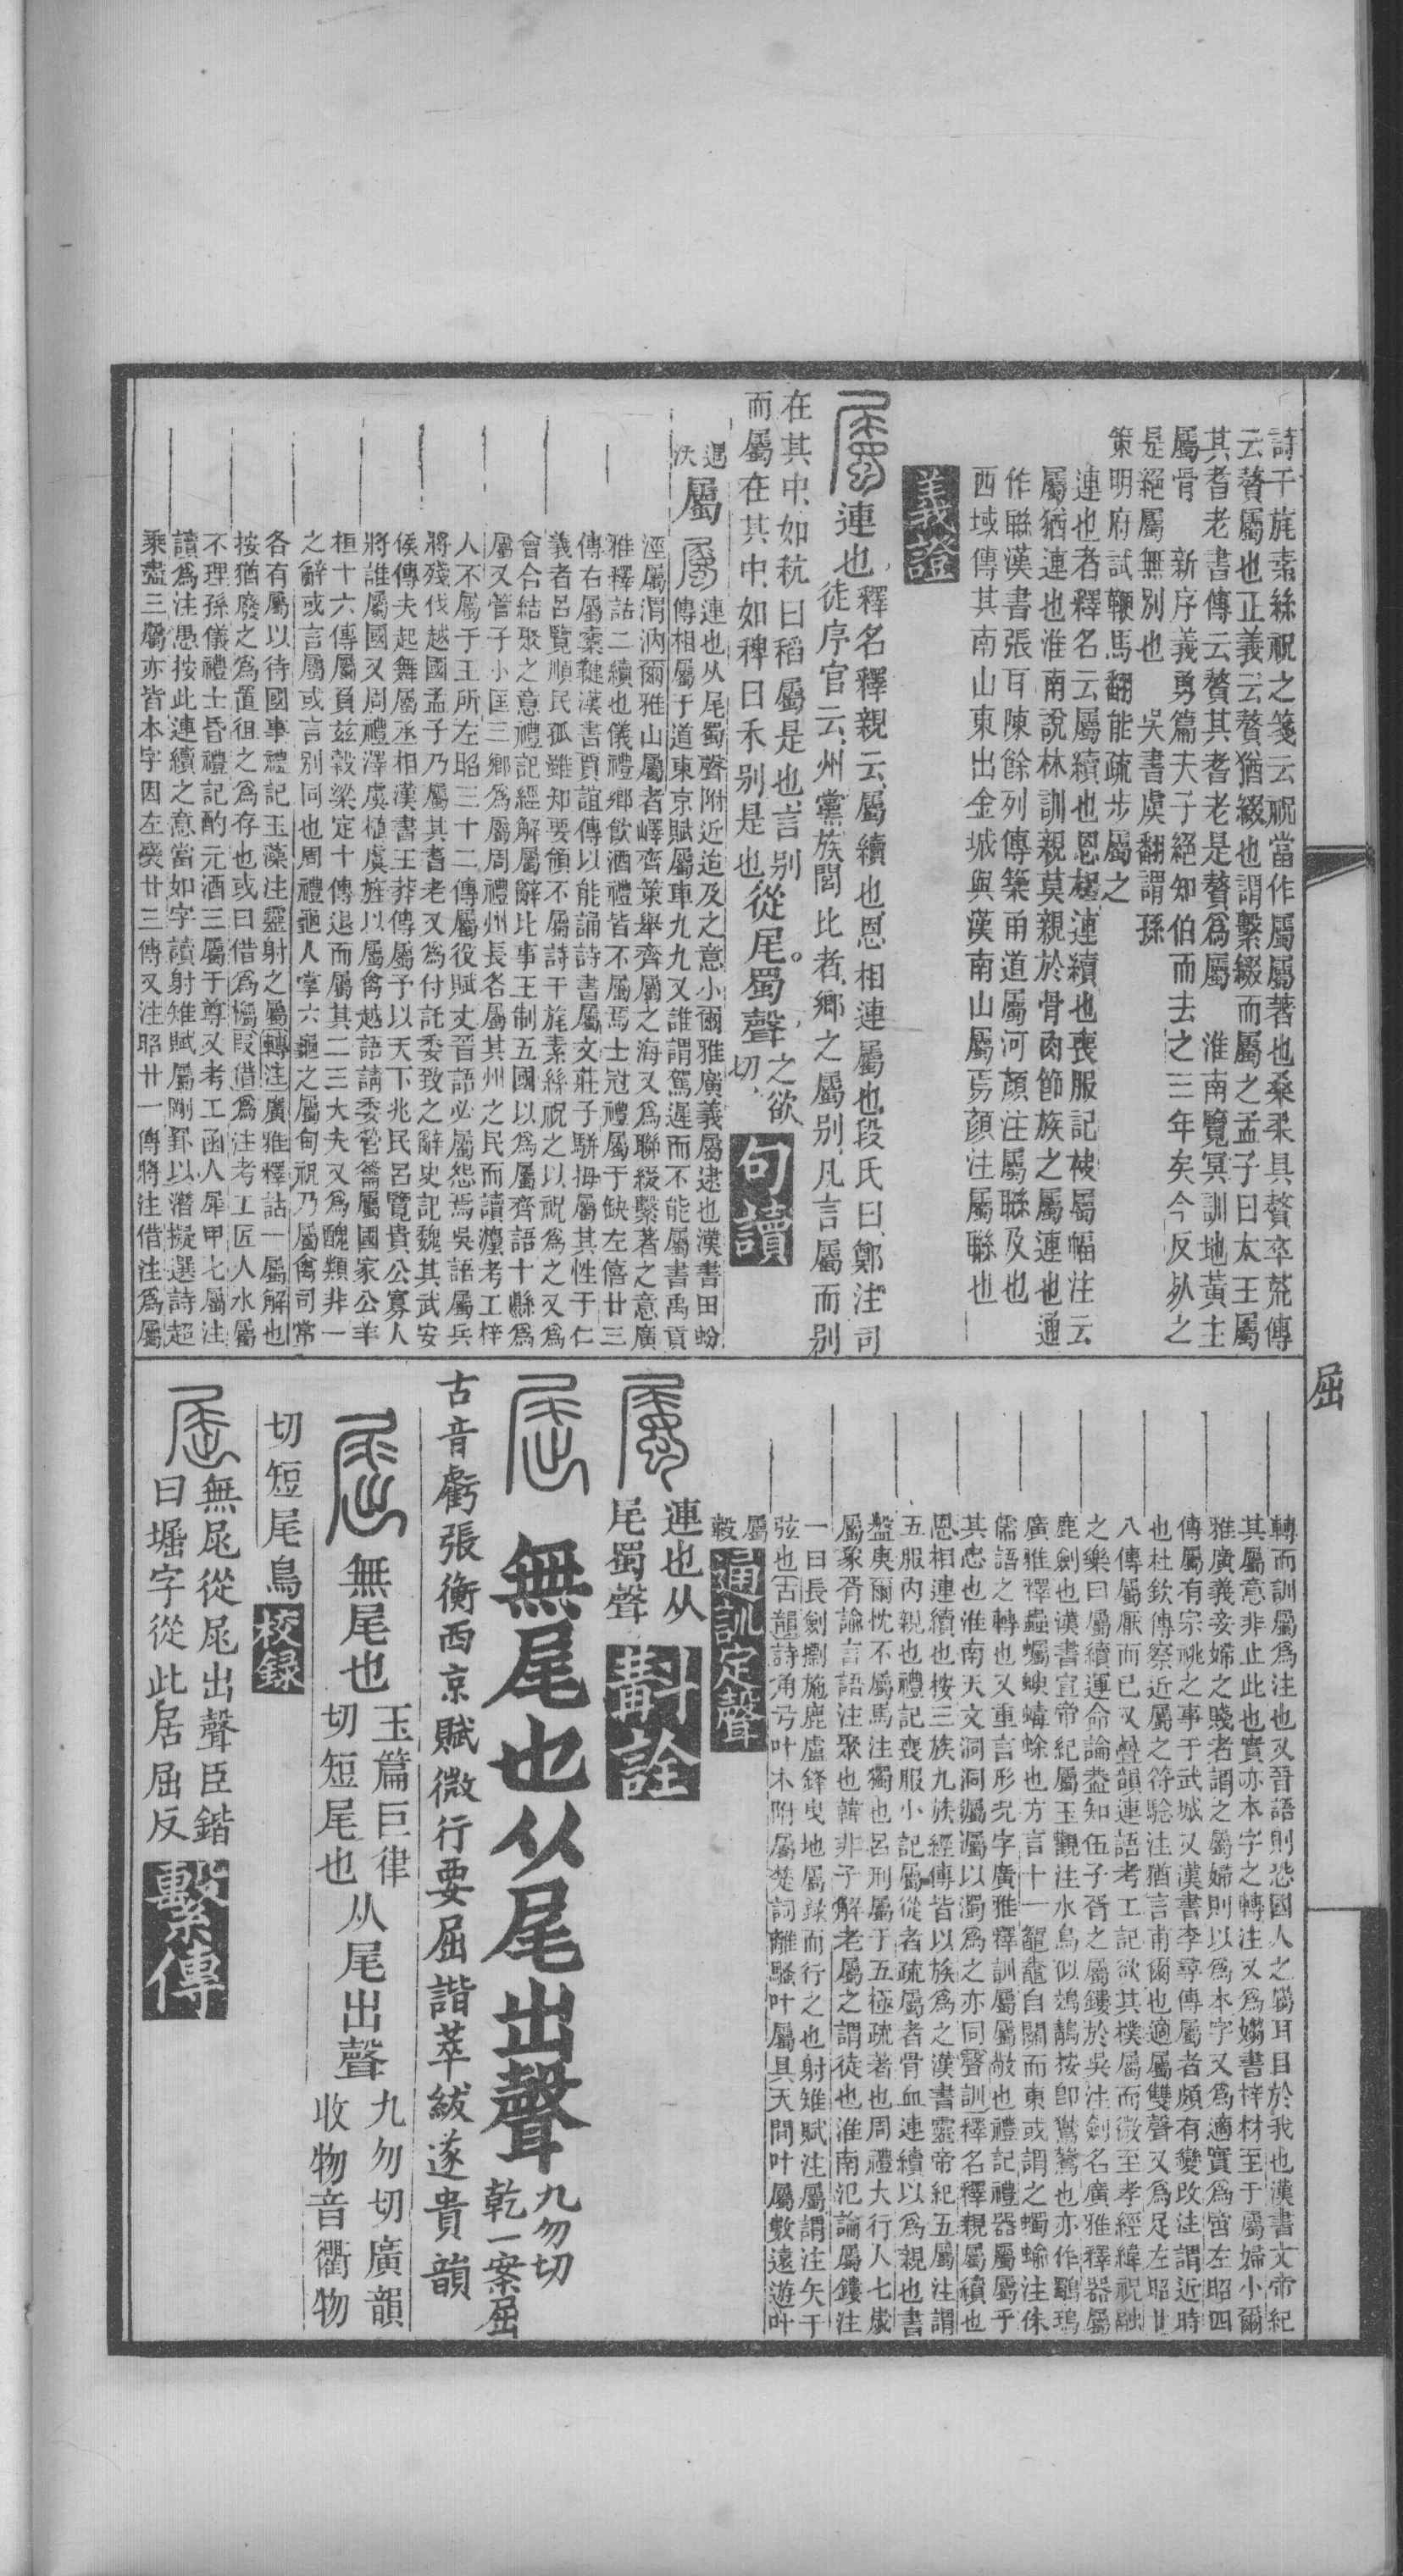 詩干旄素絲祝之箋云祝當作屬屬著也桑柔具贅卒荒傳
云贅屬也正義云贅猶綴也謂繫綴而屬之孟子曰太王屬
其耆老書傳云贅其耆老是贅為屬　淮南覽冥訓地黃主
屬骨　新序義勇篇夫子絕知伯而去之三年矣今反死之
是絕屬無別也　吳書虞翻謂孫
策明府試鞭馬翻能疏步屬之
連也者釋名云屬續也恩相連續也喪服記被屬幅注云
屬猶連也淮南說林訓親莫親於骨肉節族之屬連也通
作聯漢書張耳陳餘列傳築甬道屬河顏注屬聯及也
西域傳其南山東出金城與漢南山屬焉顏注屬聯也
義證
連也釋名釋親云屬續也恩相連屬也段氏曰鄭注司
徒序官云州黨族閭比者鄉之屬別凡言屬而別
在其中如秔曰稻屬是也言別
而屬在其中如稗曰禾別是也
從尾蜀聲
之欲
切
句讀
遇
沃
屬
連也从尾蜀聲附近迨及之意小爾雅廣義屬逮也漢書田蚡
傳相屬于道東京賦屬車九九又誰謂駕遲而不能屬書禹貢
涇屬渭汭爾雅山屬者嶧齊策舉齊屬之海又為聯綴繫著之意廣
雅釋詁二續也儀禮鄉飲酒禮皆不屬焉士冠禮屬于缺左僖廿三
傳右屬櫜鞬漢書賈誼傳以能誦詩書屬文莊子駢拇屬其性于仁
義者呂覽順民孤雖知要領不屬詩干旄素絲祝之以祝為之又為
會合結聚之意禮記經解屬辭比事王制五國以為屬齊語十縣為
屬又管子小匡三鄉為屬周禮州長各屬其州之民而讀灋考工梓
人不屬于王所左昭三十二傳屬役賦丈晉語必屬怨焉吳語屬兵
將殘伐越國孟子乃屬其耆老又為付託委致之辭史記魏其武安
侯傳夫起舞屬丞相漢書王莽傳屬予以天下兆民呂覽貴公寡人
將誰屬國又周禮澤虞植虞旌以屬禽越語請委管籥屬國家公羊
桓十六傳屬負茲穀梁定十傳退而屬其二三大夫又為醜類非一
之辭或言屬或言別同也周禮龜人掌六龜之屬甸祝乃屬禽司常
各有屬以待國事禮記玉藻注靈射之屬轉注廣雅釋詁一屬解也
按猶廢之為置徂之為存也或曰借為斸假借為注考工匠人水屬
不理孫儀禮士昏禮記酌元酒三屬于尊又考工函人犀甲七屬注
讀為注愚按此連續之意當如字讀射雉賦屬剛罫以潛擬選詩超
乘盡三屬亦皆本字因左襄廿三傳又注昭廿一傳將注借注為屬
屈
轉而訓屬為注也又晉語則恐國人之屬耳目於我也漢書文帝紀
其屬意非止此也實亦本字之轉注又為媰書梓材至于屬婦小爾
雅廣義妾婦之賤者謂之屬婦則以為本字又為適實為啻左昭四
傳屬有宗祧之事于武城又漢書李尋傳屬者頗有變改注謂近時
也杜欽傳察近屬之符驗注猶言甫爾也適屬雙聲又為足左昭廿
八傳屬厭而已又疊韻連語考工記欲其樸屬而微至孝經緯祝融
之樂曰屬續運命論蓋知伍子胥之屬鏤於吳注劍名廣雅釋器屬
鹿劍也漢書宣帝紀屬玉觀注水鳥似鵁鶄按卽鸑鷟也亦作鸀瑦
廣雅釋蟲蠾蝓蝳蜍也方言十一鼅鼄自關而東或謂之蠾蝓注侏
儒語之轉也又重言形況字廣雅釋訓屬屬敬也禮記禮器屬屬乎
其忠也淮南天文洞洞灟灟以濁為之亦同聲訓釋名釋親屬續也
恩相連續也按三族九族經傳皆以族為之漢書靈帝紀五屬注謂
五服內親也禮記喪服小記屬從者疏屬者骨血連續以為親也書
盤庚爾忱不屬馬注獨也呂刑屬于五極疏著也周禮大行人七歲
屬象胥諭言語注聚也韓非子解老屬之謂徒也淮南氾論屬鏤注
一曰長劍㯿施鹿盧鋒曳地屬錄而行之也射雉賦注屬謂注矢于
弦也古韻詩角弓叶木附屬楚詞離騷叶屬具天問叶屬數遠遊叶
屬
轂
通訓定聲
連也从
尾蜀聲
斠詮
無尾也从尾出聲
九勿切
乾一案屈
古音虧張衡西京賦微行要屈諧萃紱遂貴韻
無尾也
玉篇巨律
切短尾也
从尾出聲
九勿切廣韻
收物音衢物
切短尾鳥
校錄
無尾從尾出聲臣鍇
曰堀字從此居屈反
繫傳